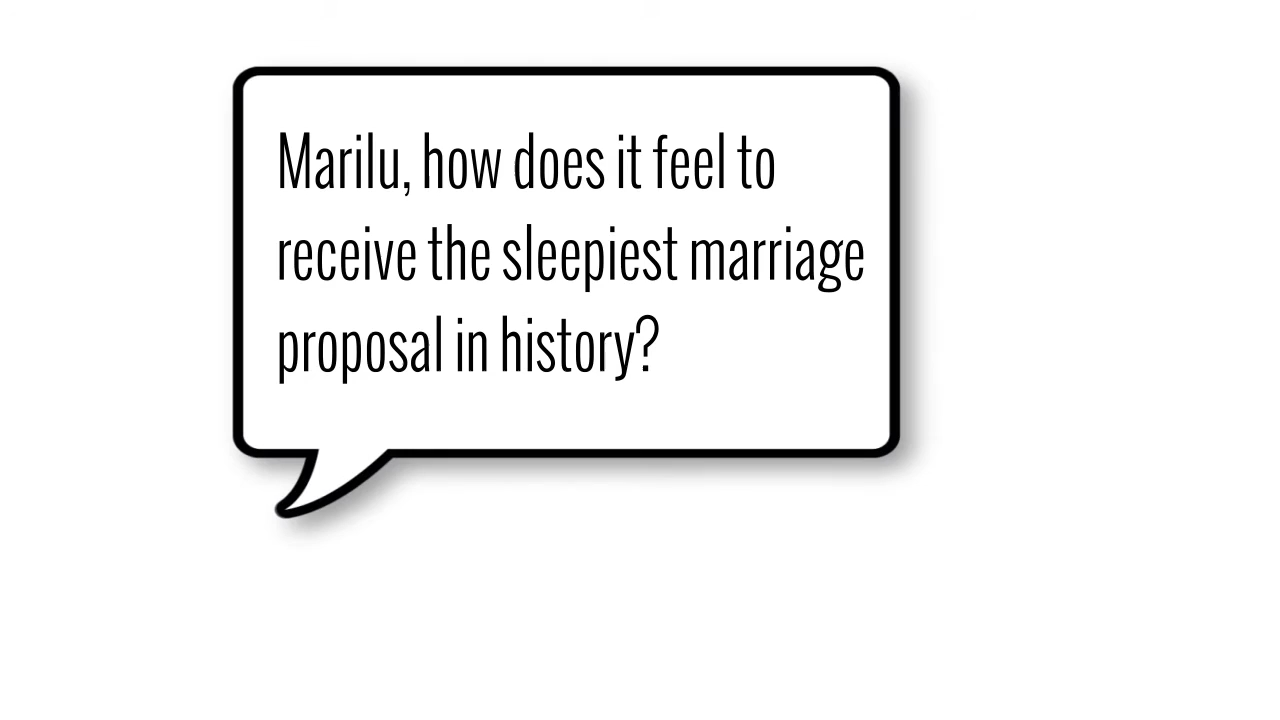 Marilu, how does it feel to
receive the sleepiest marriage
proposal in history?